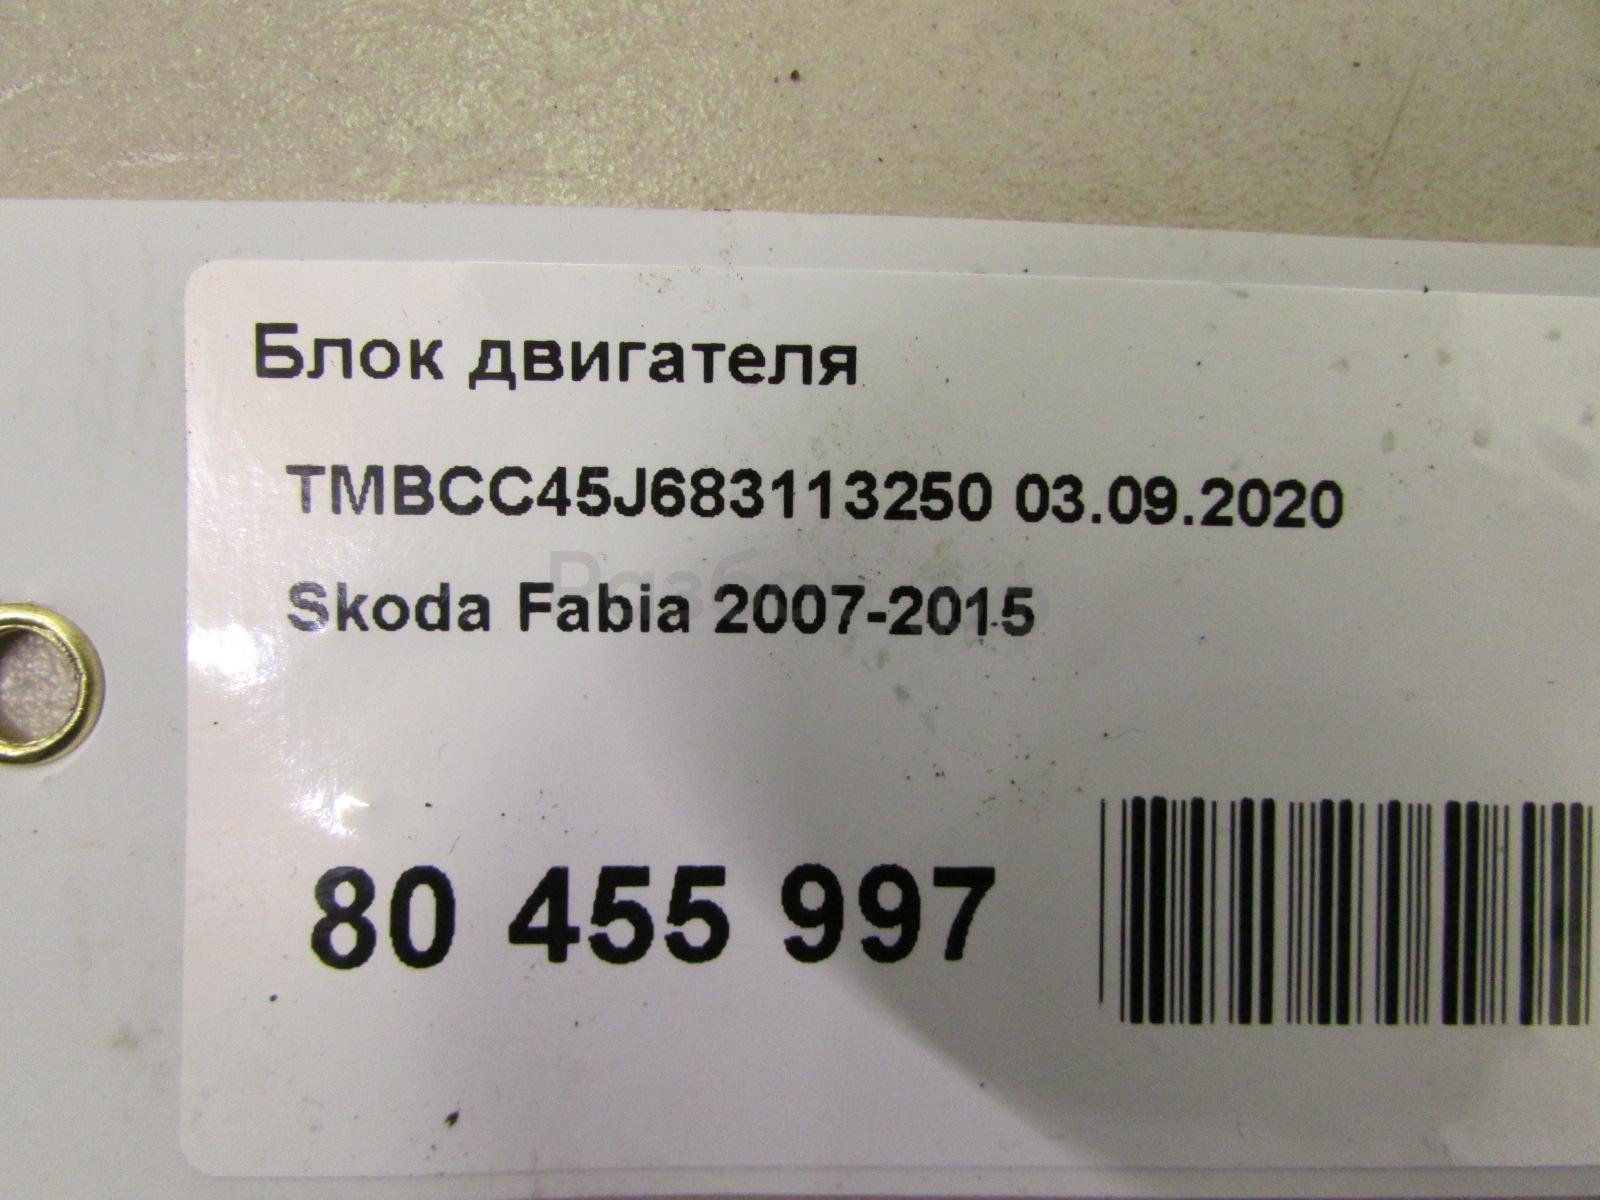 Блок двигателя
TMBCC45J683113250 03.09.2020
Skoda Fabia 2007-2015
80 455 997